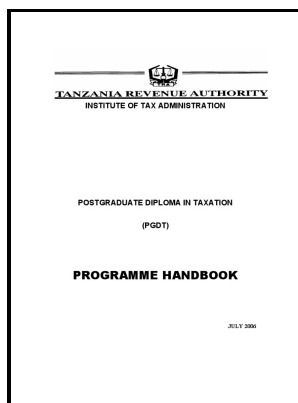 TANZANIA REVENUE AUTHORITY
INSTITUTE OF TAX ADMINISTRATION
POSTGRADUATE DIPLOMA IN TAXATION
(PGDT)
PROGRAMME HANDBOOK
JULY 2006